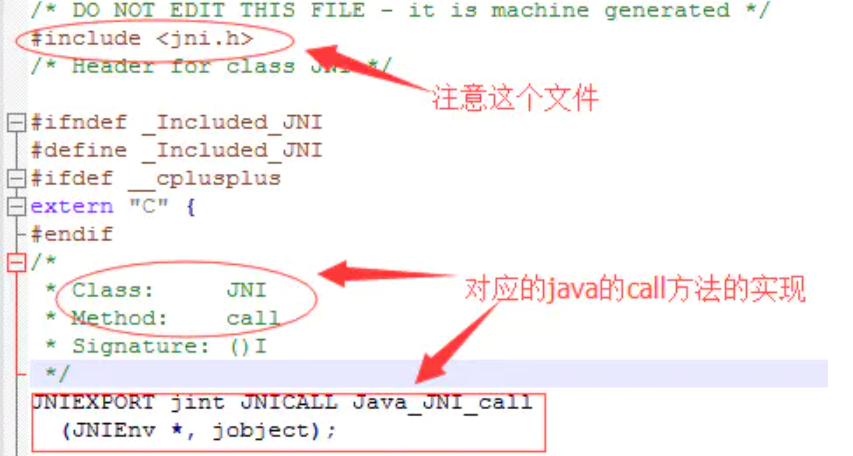 /* DO NOT EDIT THIS FILE - it is machine generated */
#include <jni.h>
/* Header for class JNI */
注意这个文件
#ifndef _Included_JNI
#define _Included_JNI
#ifdef __cplusplus
extern "C" {
#endif
/*
* Class:     JNI
对应的java的call方法的实现
* Method:    call
* Signature: ()I
*/
JNIEXPORT jint JNICALL Java_JNI_call
(JNIEnv *, jobject);